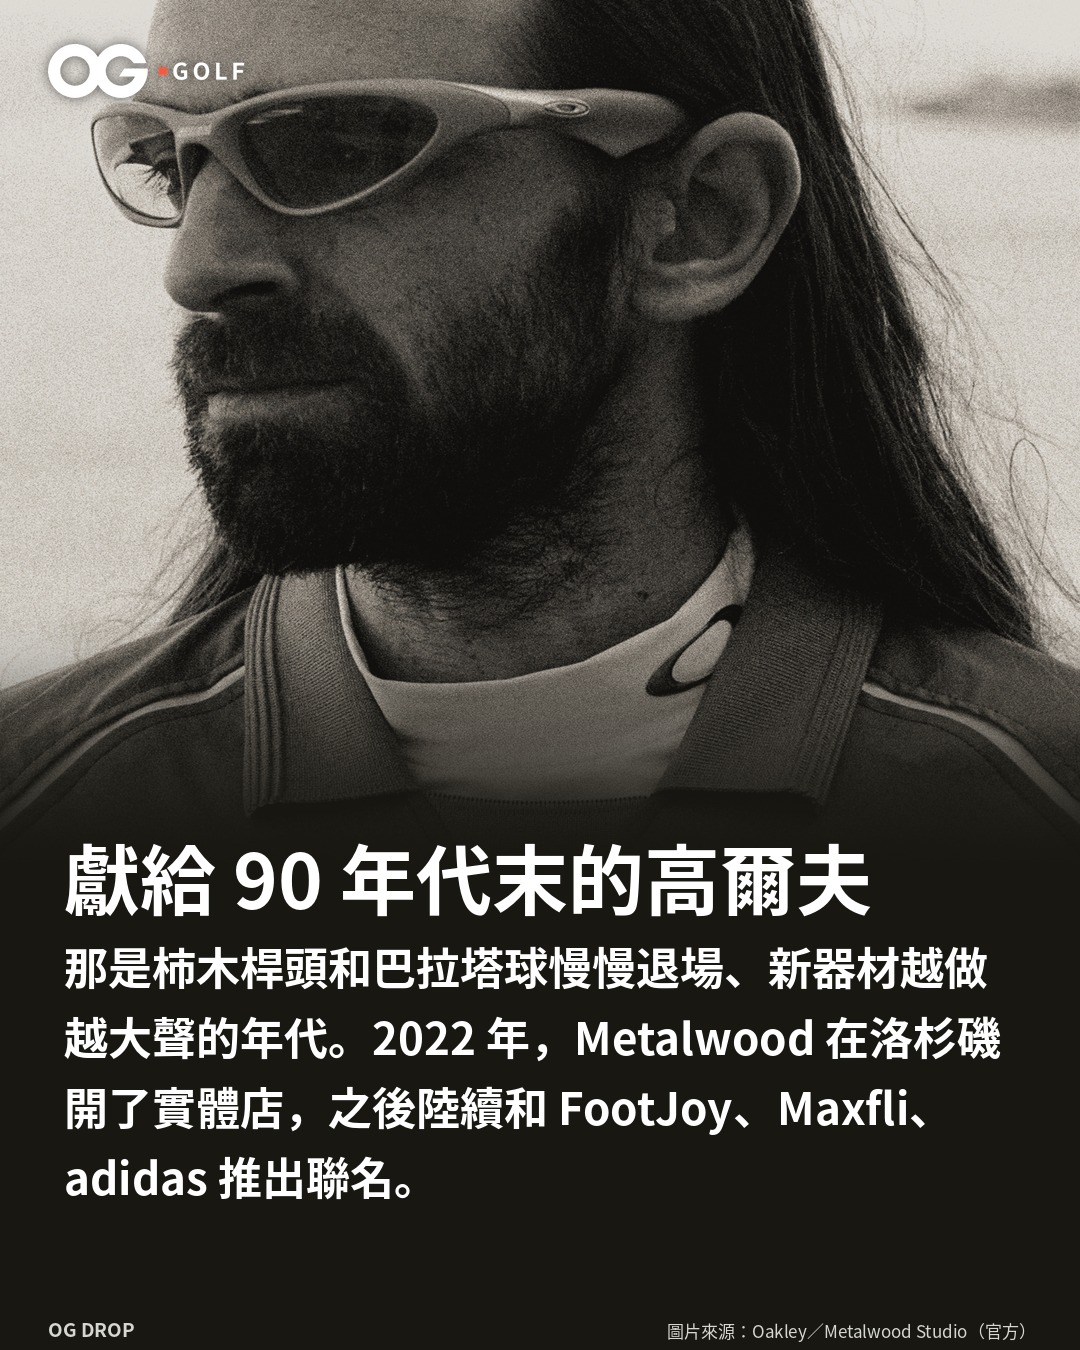 OG GOLF
獻給 90 年代末的高爾夫
那是柿木桿頭和巴拉塔球慢慢退場、新器材越做
越大聲的年代。2022 年，Metalwood 在洛杉磯
開了實體店，之後陸續和 FootJoy、Maxfli、
adidas 推出聯名。
OG DROP
圖片來源：Oakley／Metalwood Studio（官方）